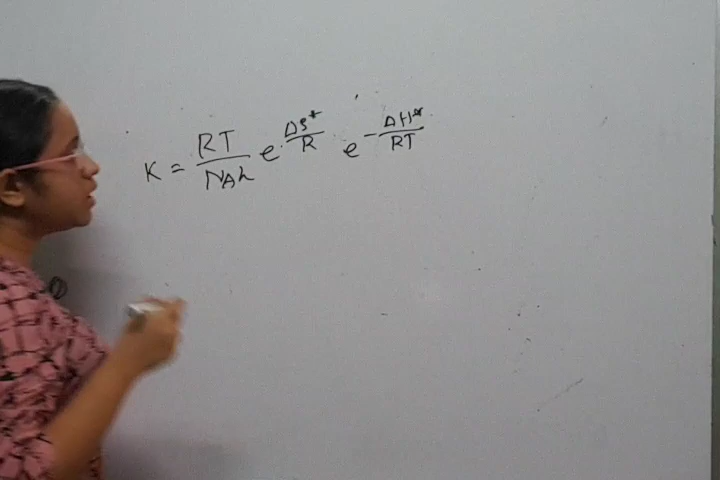 K = RT/NAh e^ΔS*/R e^-ΔH*/RT